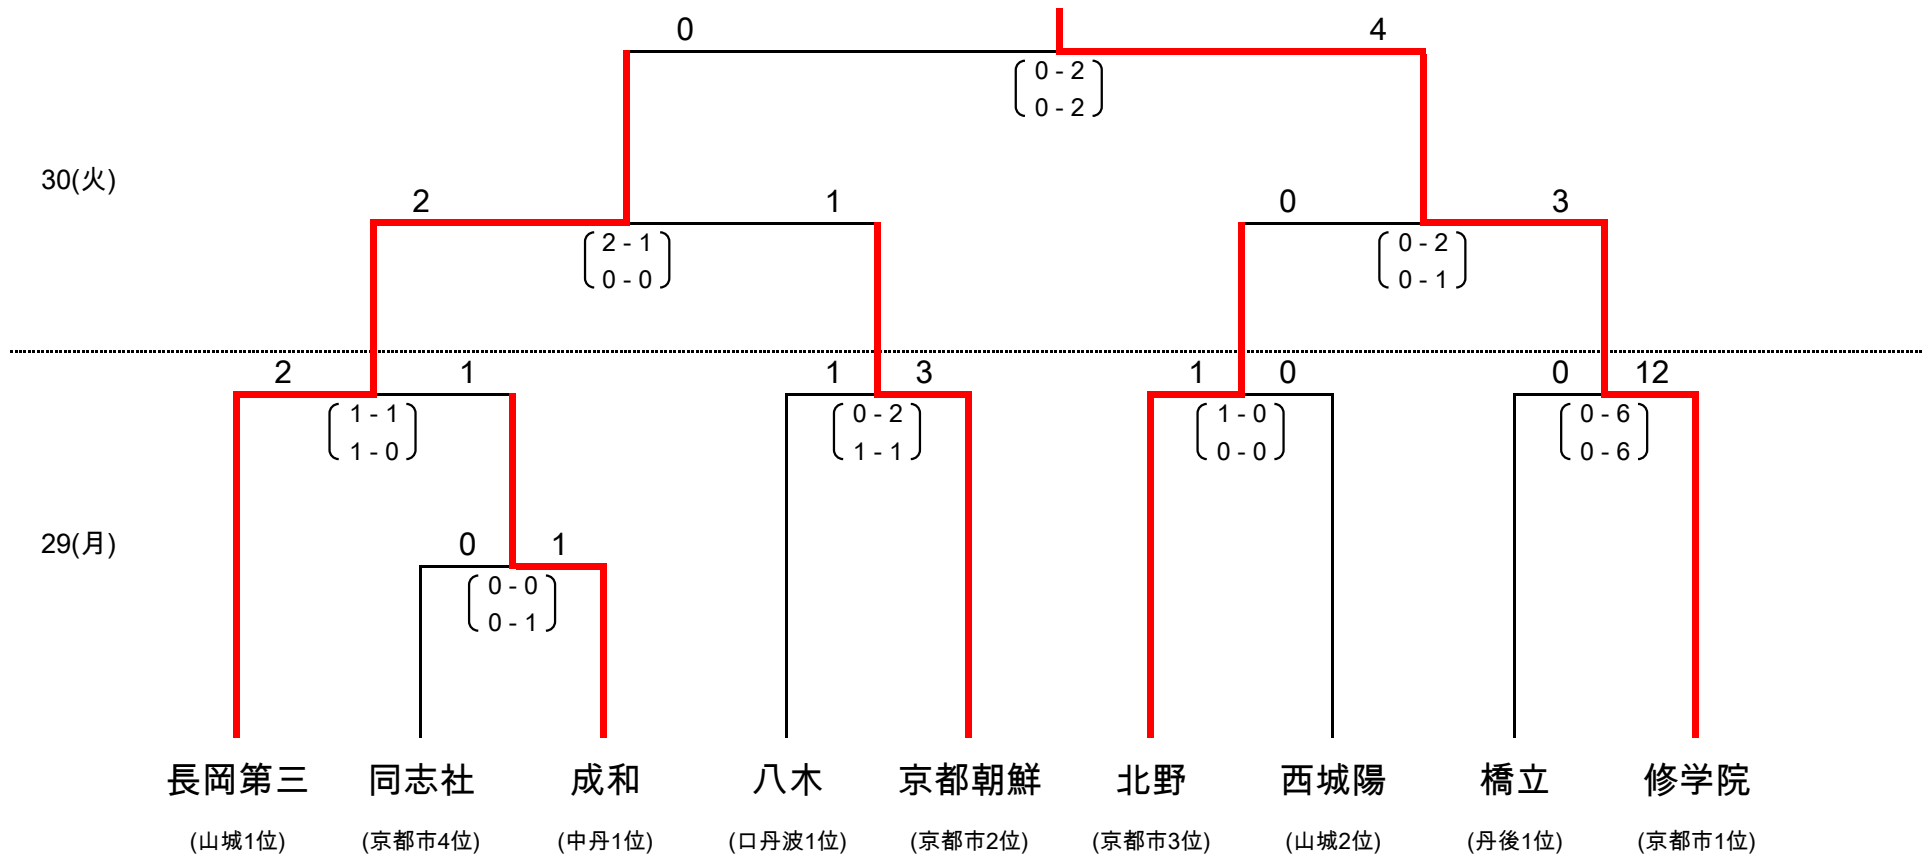 0 4
0 - 2
0 - 2
30(火)
2 1 0 3
2 - 1 0 - 2
0 - 0 0 - 1
2 1 1 3 1 0 0 12
1 - 1 0 - 2 1 - 0 0 - 6
1 - 0 1 - 1 0 - 0 0 - 6
29(月)
0 1
0 - 0
0 - 1
長岡第三 同志社 成和 八木 京都朝鮮 北野 西城陽 橋立 修学院
(山城1位) (京都市4位) (中丹1位) (口丹波1位) (京都市2位) (京都市3位) (山城2位) (丹後1位) (京都市1位)